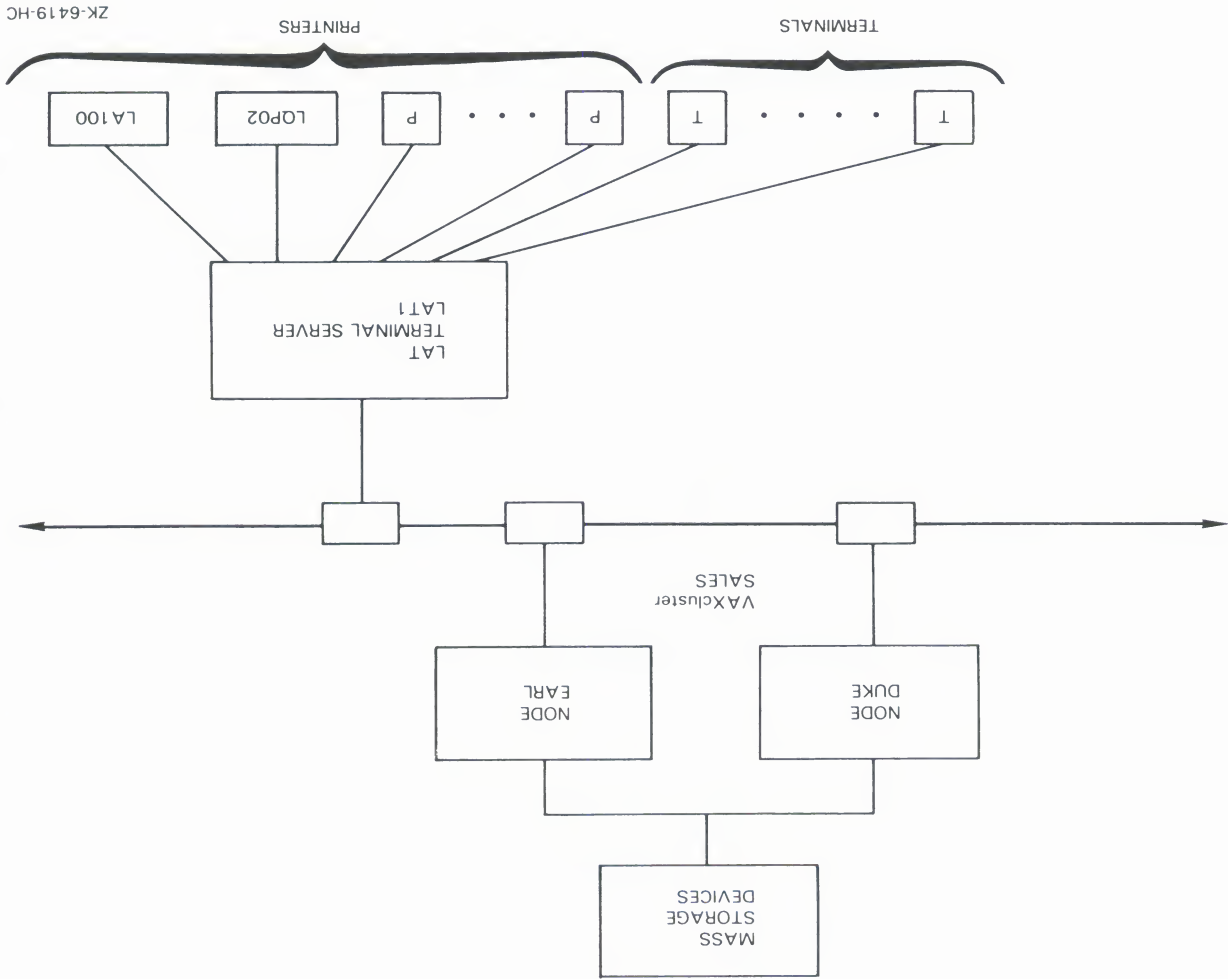 MASS
STORAGE
DEVICES
NODE
DUKE
NODE
EARL
VAXcluster
SALES
LAT
TERMINAL SERVER
LAT1
T . . . . T P . . . P LQP02 LA100
TERMINALS
PRINTERS
ZK-6419-HC